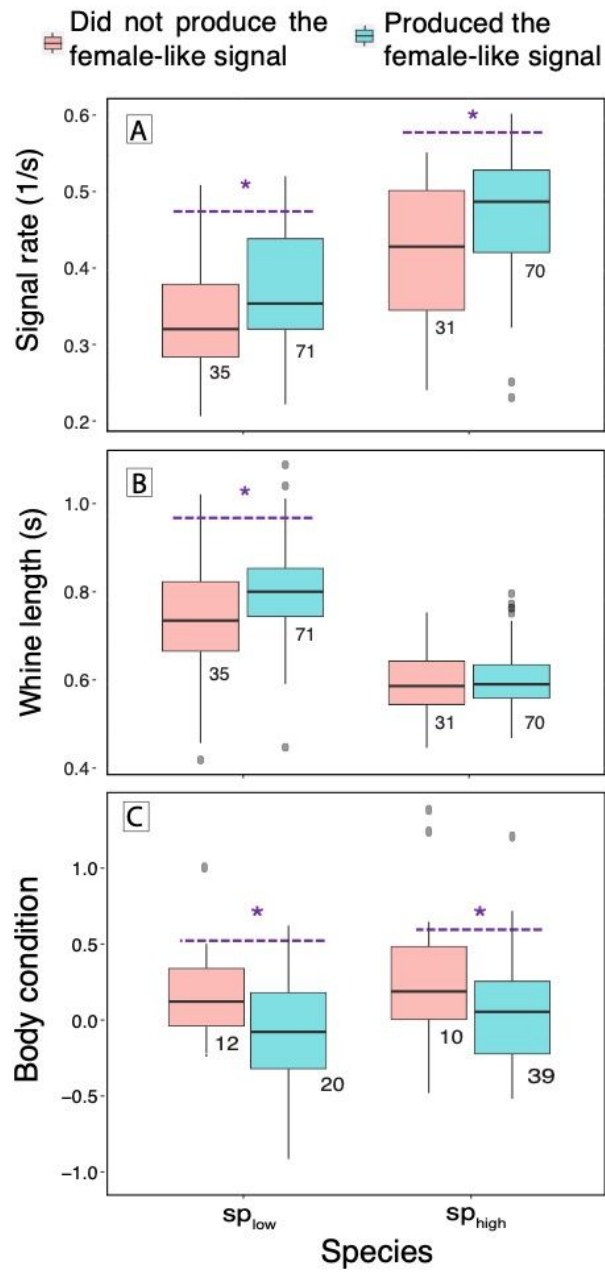 Did not produce the female-like signal
Produced the female-like signal
A
Signal rate (1/s)
0.6
0.5
0.4
0.3
0.2
*
*
35
71
31
70
B
Whine length (s)
1.0
0.8
0.6
0.4
*
35
71
31
70
C
Body condition
1.0
0.5
0.0
−0.5
−1.0
*
*
12
20
10
39
sp_low
sp_high
Species